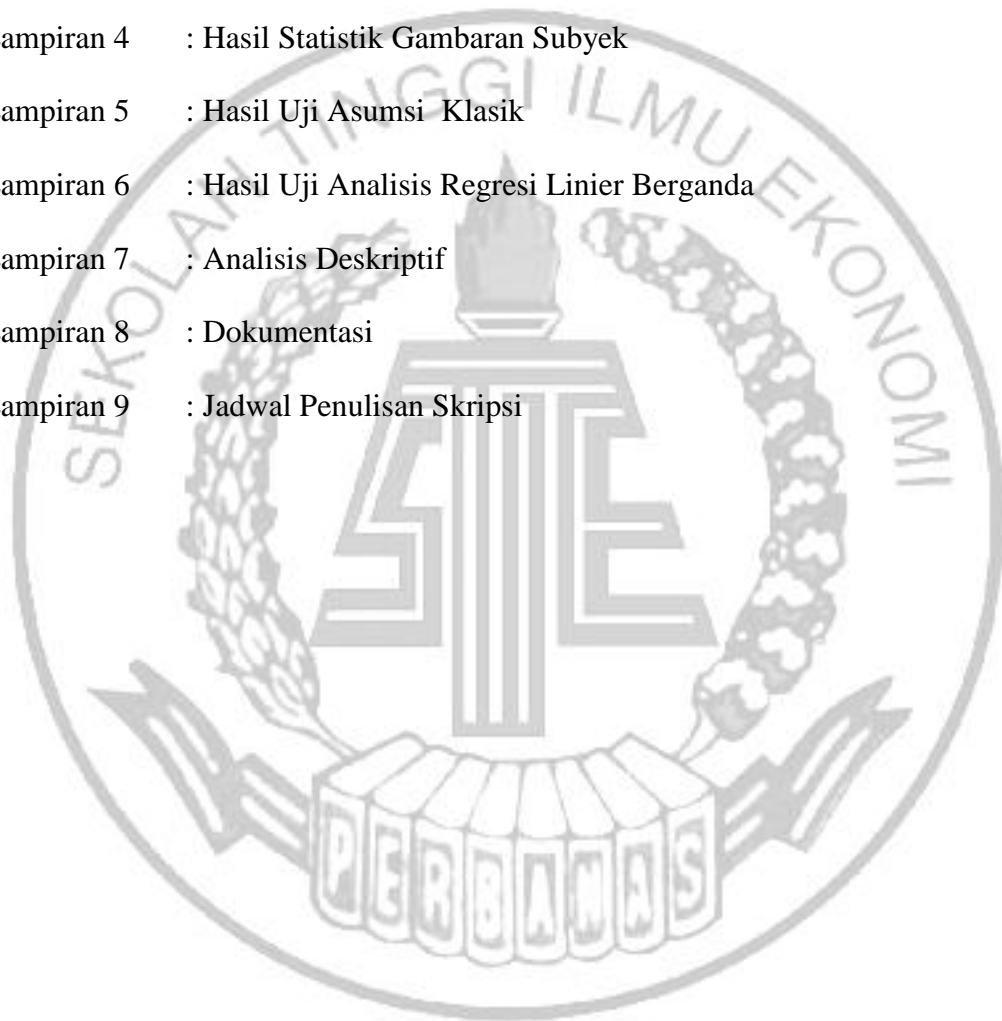 ampiran 4 : Hasil Statistik Gambaran Subyek
ampiran 5 : Hasil Uji Asumsi Klasik
ampiran 6 : Hasil Uji Analisis Regresi Linier Berganda
ampiran 7 : Analisis Deskriptif
ampiran 8 : Dokumentasi
ampiran 9 : Jadwal Penulisan Skripsi
SEKOLAH TINGGI ILMU EKONOMI
STIE
PERBANAS